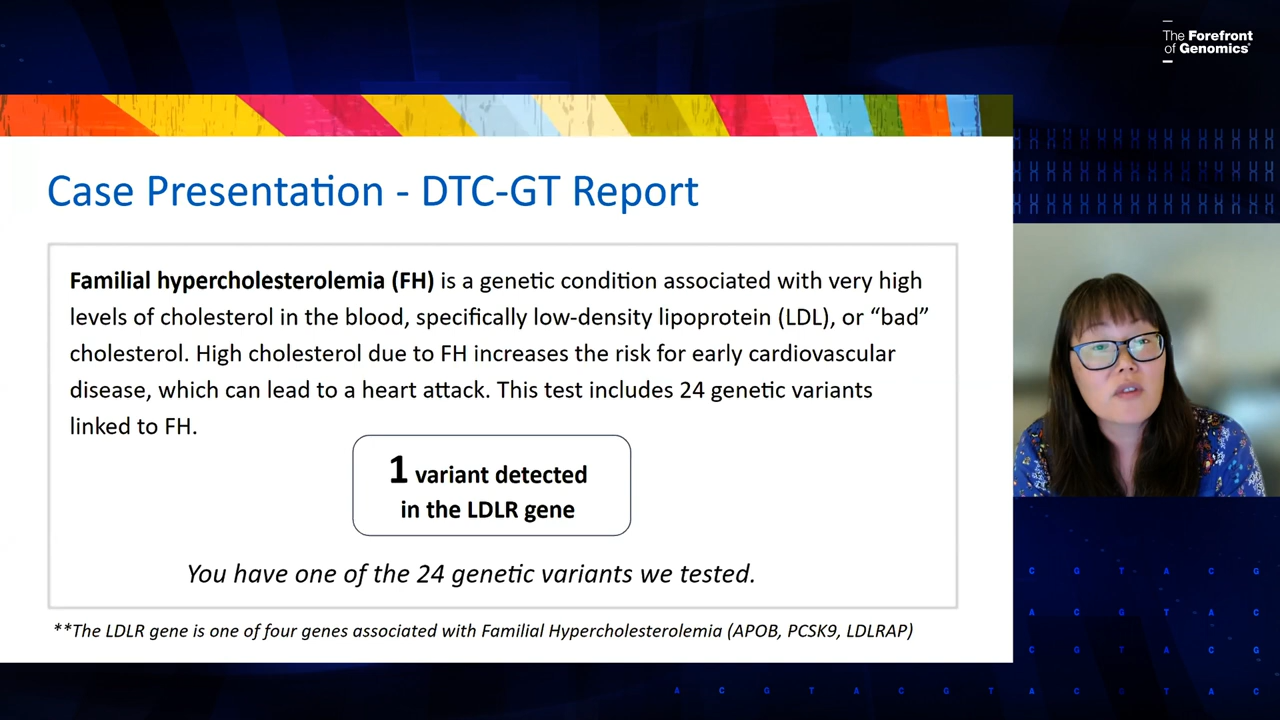 The Forefront
of Genomics®
Case Presentation - DTC-GT Report
Familial hypercholesterolemia (FH) is a genetic condition associated with very high
levels of cholesterol in the blood, specifically low-density lipoprotein (LDL), or “bad”
cholesterol. High cholesterol due to FH increases the risk for early cardiovascular
disease, which can lead to a heart attack. This test includes 24 genetic variants
linked to FH.
1 variant detected
in the LDLR gene
You have one of the 24 genetic variants we tested.
**The LDLR gene is one of four genes associated with Familial Hypercholesterolemia (APOB, PCSK9, LDLRAP)
C G T A C G
A C G T A C
C G T A C G
A C G T A C G T A C G T A C